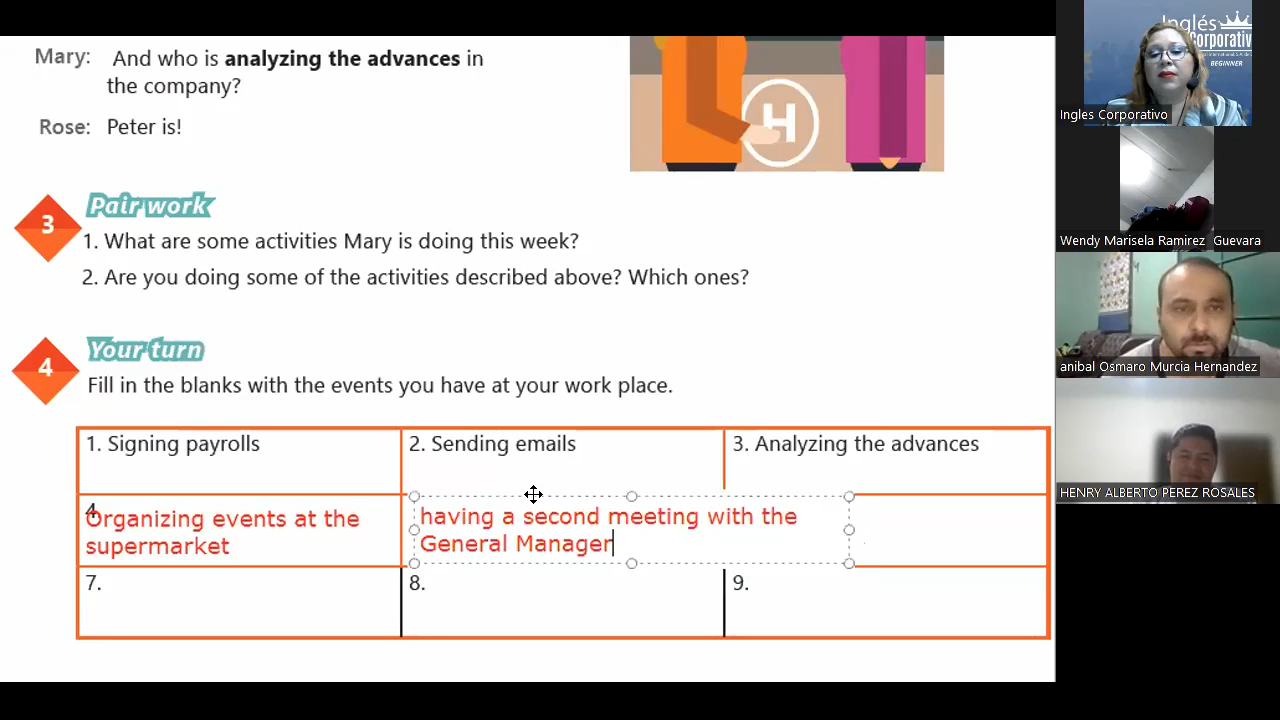 Mary: And who is analyzing the advances in
the company?
Rose: Peter is!
3 Pair work
1. What are some activities Mary is doing this week?
2. Are you doing some of the activities described above? Which ones?
4 Your turn
Fill in the blanks with the events you have at your work place.
1. Signing payrolls 2. Sending emails 3. Analyzing the advances
4.
Organizing events at the
supermarket
having a second meeting with the
General Manager
7. 8. 9.
H
Inglés
Corporativo
BEGINNER
Ingles Corporativo
Wendy Marisela Ramirez Guevara
anibal Osmaro Murcia Hernandez
HENRY ALBERTO PEREZ ROSALES